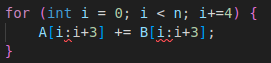 for (int i = 0; i < n; i+=4) {
    A[i:i+3] += B[i:i+3];
}